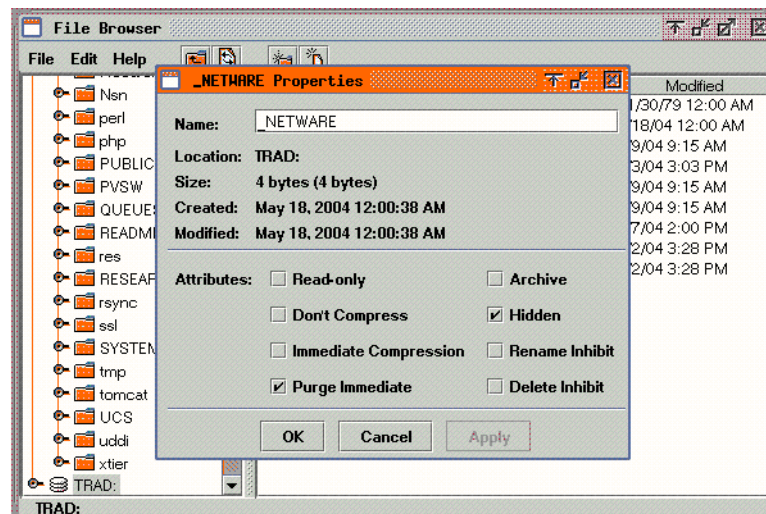 File Browser
File Edit Help
_NETWARE Properties
Modified
Nsn
1/30/79 12:00 AM
perl
Name: _NETWARE
18/04 12:00 AM
php
9/04 9:15 AM
PUBLIC
Location: TRAD:
3/04 3:03 PM
PVSW
Size: 4 bytes (4 bytes)
9/04 9:15 AM
QUEUES
Created: May 18, 2004 12:00:38 AM
9/04 9:15 AM
READM
Modified: May 18, 2004 12:00:38 AM
7/04 2:00 PM
res
2/04 3:28 PM
2/04 3:28 PM
Attributes: Read-only Archive
rsync
Don't Compress Hidden
ssl
SYSTEM
Immediate Compression Rename Inhibit
tmp
tomcat
Purge Immediate Delete Inhibit
UCS
OK Cancel Apply
uddi
xtier
TRAD:
TRAD: